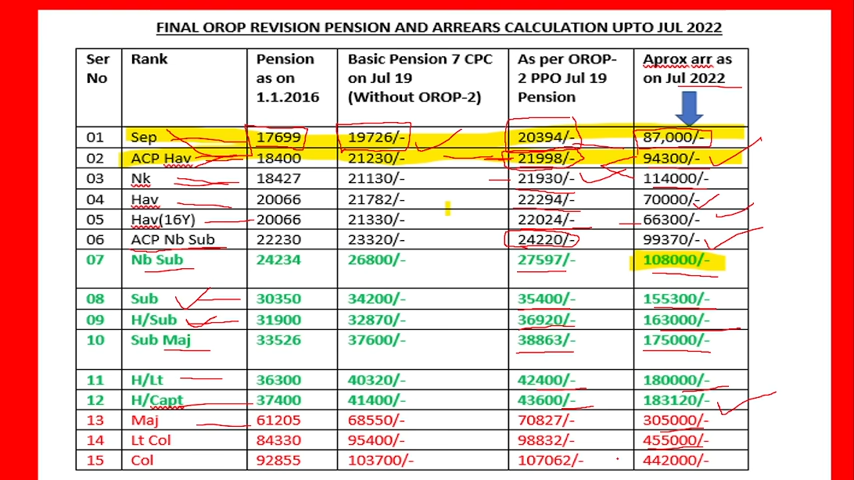 FINAL OROP REVISION PENSION AND ARREARS CALCULATION UPTO JUL 2022
Ser No Rank Pension as on 1.1.2016 Basic Pension 7 CPC on Jul 19 (Without OROP-2) As per OROP-2 PPO Jul 19 Pension Aprox arr as on Jul 2022
01 Sep 17699 19726/- 20394/- 87,000/-
02 ACP Hav 18400 21230/- 21998/- 94300/-
03 Nk 18427 21130/- 21930/- 114000/-
04 Hav 20066 21782/- 22294/- 70000/-
05 Hav(16Y) 20066 21330/- 22024/- 66300/-
06 ACP Nb Sub 22230 23320/- 24220/- 99370/-
07 Nb Sub 24234 26800/- 27597/- 108000/-
08 Sub 30350 34200/- 35400/- 155300/-
09 H/Sub 31900 32870/- 36920/- 163000/-
10 Sub Maj 33526 37600/- 38863/- 175000/-
11 H/Lt 36300 40320/- 42400/- 180000/-
12 H/Capt 37400 41400/- 43600/- 183120/-
13 Maj 61205 68550/- 70827/- 305000/-
14 Lt Col 84330 95400/- 98832/- 455000/-
15 Col 92855 103700/- 107062/- 442000/-